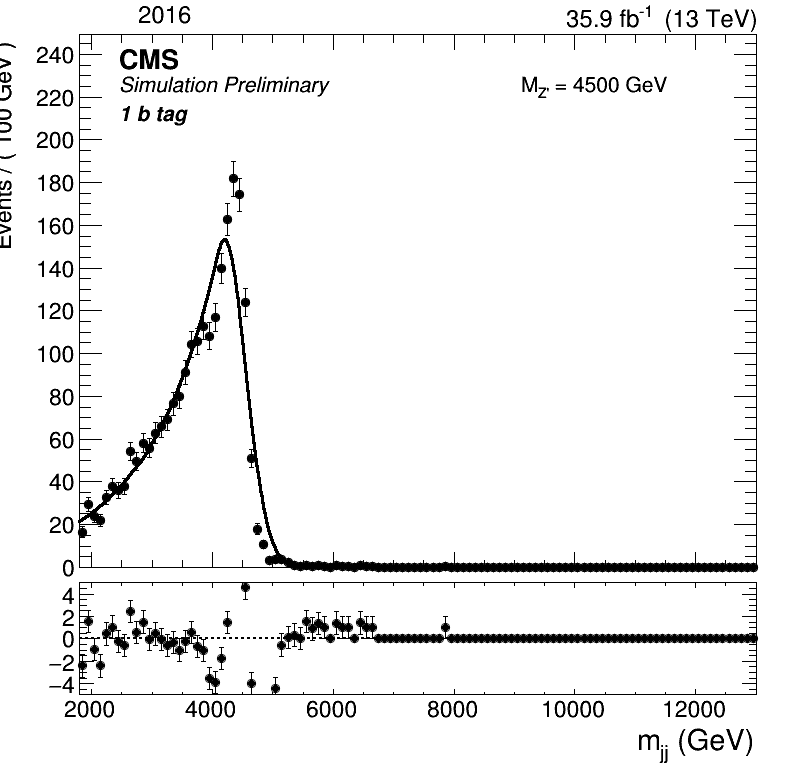 2016 35.9 fb⁻¹ (13 TeV)
CMS
Simulation Preliminary
1 b tag
M_Z' = 4500 GeV
Events / ( 100 GeV )
240
220
200
180
160
140
120
100
80
60
40
20
0
4
2
0
−2
−4
2000 4000 6000 8000 10000 12000
m_jj (GeV)